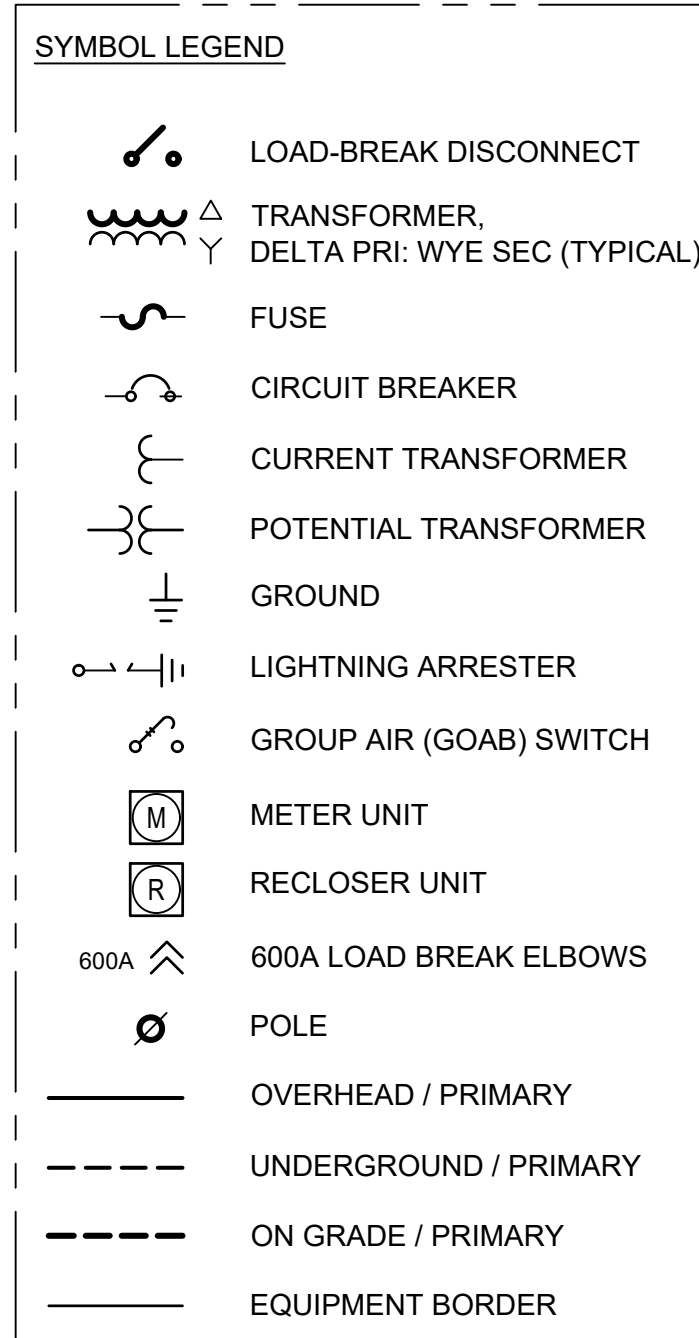 SYMBOL LEGEND
LOAD-BREAK DISCONNECT
TRANSFORMER,
DELTA PRI: WYE SEC (TYPICAL)
FUSE
CIRCUIT BREAKER
CURRENT TRANSFORMER
POTENTIAL TRANSFORMER
GROUND
LIGHTNING ARRESTER
GROUP AIR (GOAB) SWITCH
M METER UNIT
R RECLOSER UNIT
600A 600A LOAD BREAK ELBOWS
POLE
OVERHEAD / PRIMARY
UNDERGROUND / PRIMARY
ON GRADE / PRIMARY
EQUIPMENT BORDER